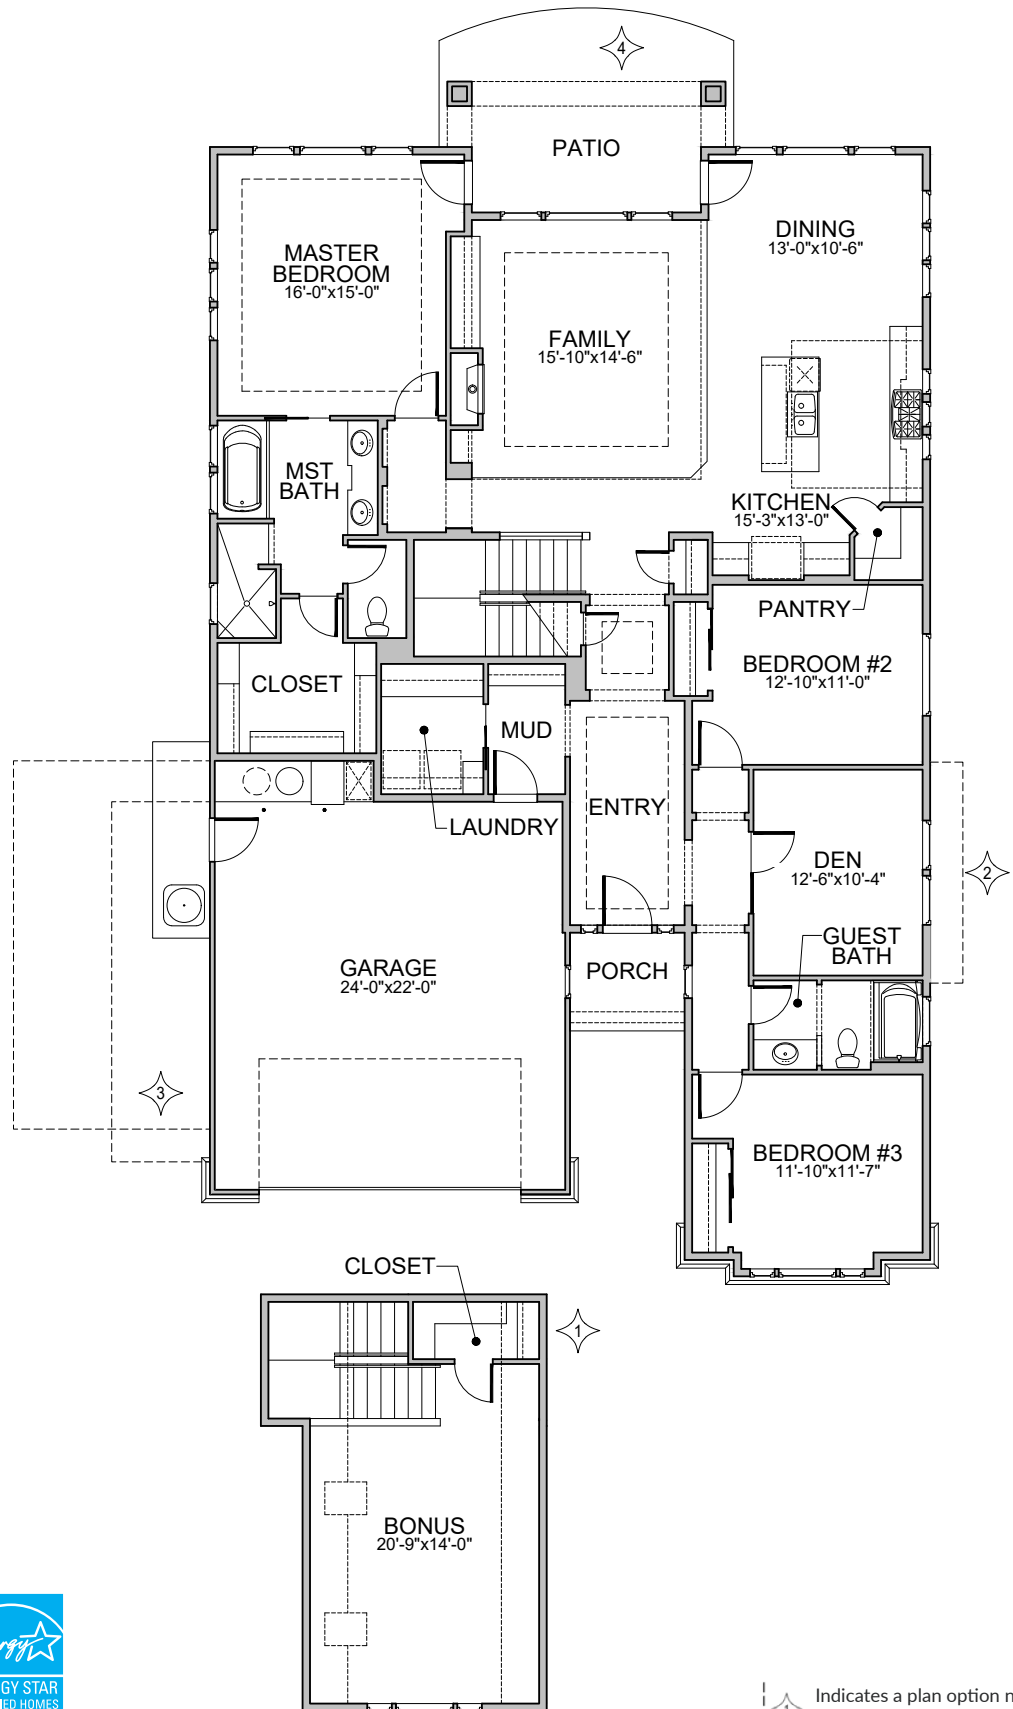 4
PATIO
DINING
13'-0"x10'-6"
MASTER
BEDROOM
16'-0"x15'-0"
FAMILY
15'-10"x14'-6"
MST
BATH
KITCHEN
15'-3"x13'-0"
PANTRY
BEDROOM #2
12'-10"x11'-0"
CLOSET
MUD
ENTRY
LAUNDRY
DEN
12'-6"x10'-4"
2
GUEST
BATH
GARAGE
24'-0"x22'-0"
PORCH
3
BEDROOM #3
11'-10"x11'-7"
CLOSET
1
BONUS
20'-9"x14'-0"
Indicates a plan option
GY STAR
ED HOMES